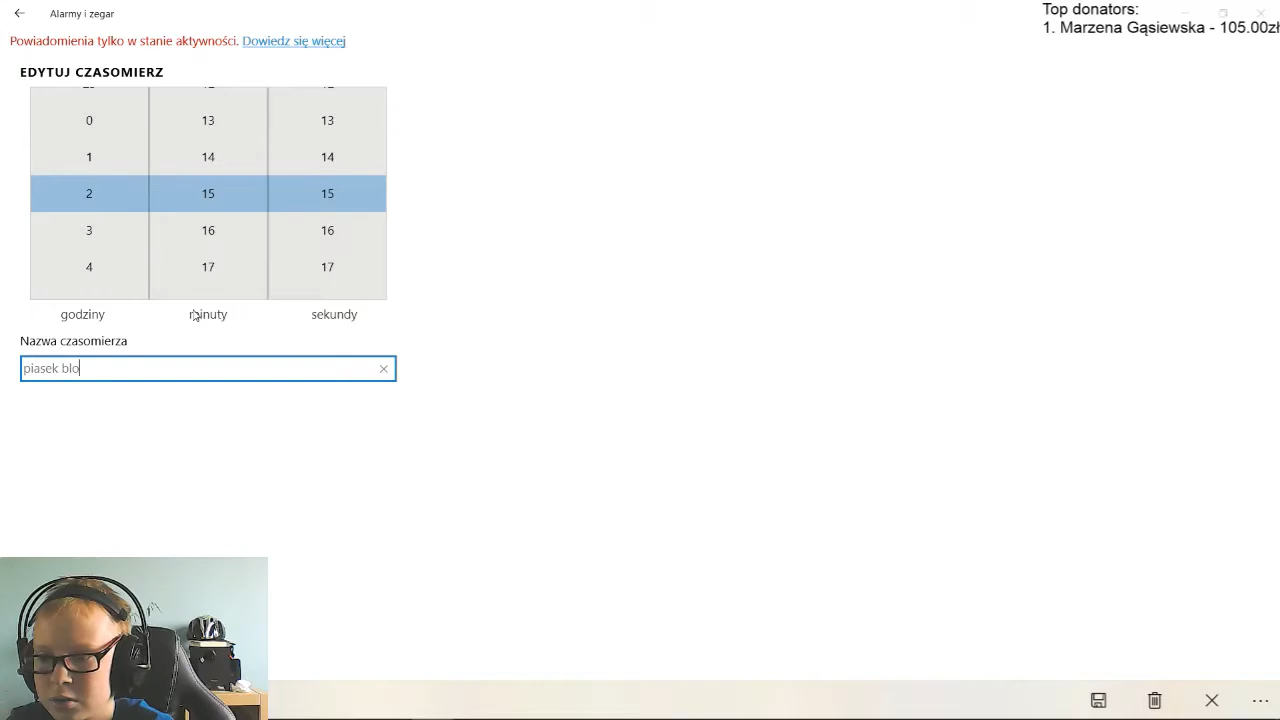 Alarmy i zegar
Top donators:
1. Marzena Gąsiewska - 105.00zł
Powiadomienia tylko w stanie aktywności. Dowiedz się więcej
EDYTUJ CZASOMIERZ
0 13 13
1 14 14
2 15 15
3 16 16
4 17 17
godziny minuty sekundy
Nazwa czasomierza
piasek blo